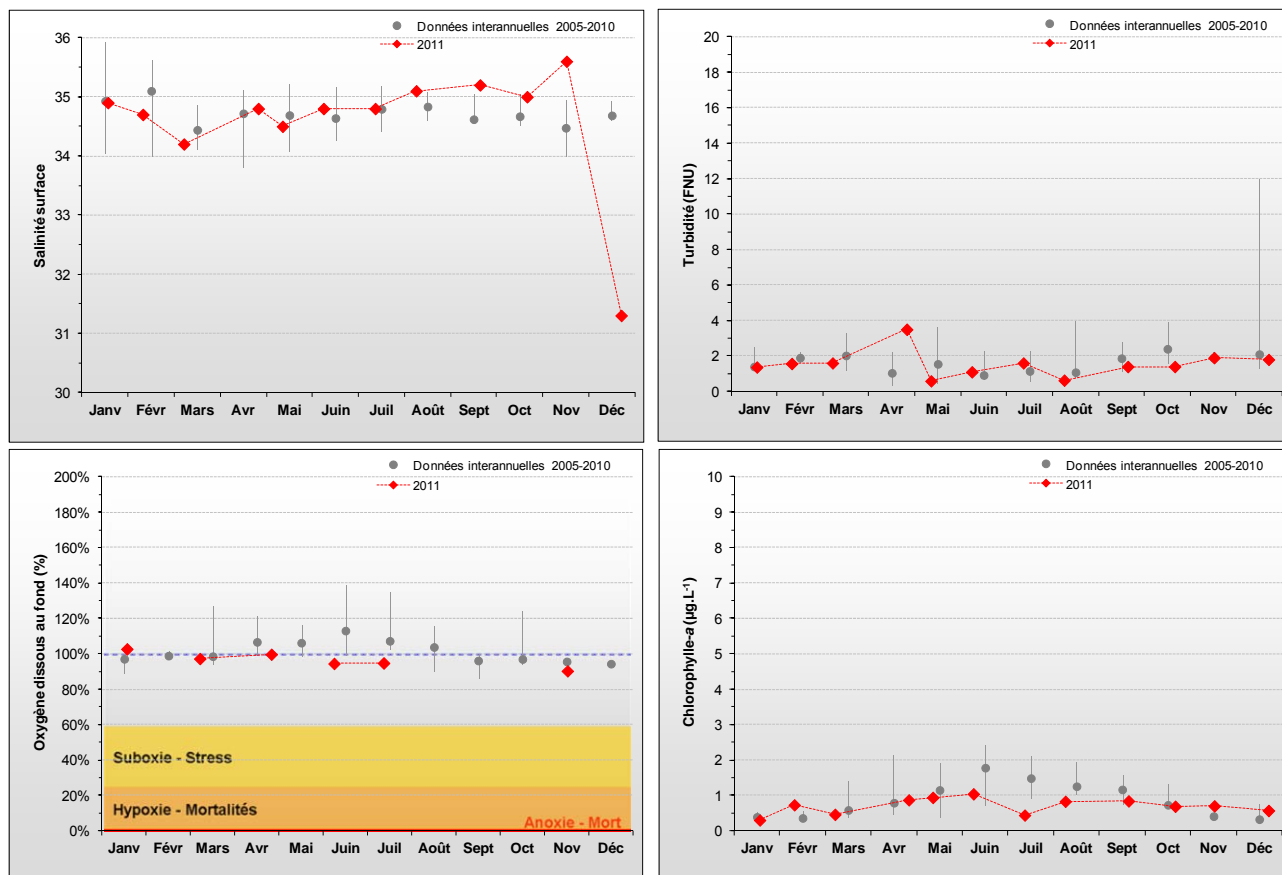 Données interannuelles 2005-2010
2011
Salinité surface
36
35
34
33
32
31
30
Janv Févr Mars Avr Mai Juin Juil Août Sept Oct Nov Déc
Données interannuelles 2005-2010
2011
Turbidité (FNU)
20
18
16
14
12
10
8
6
4
2
0
Janv Févr Mars Avr Mai Juin Juil Août Sept Oct Nov Déc
Données interannuelles 2005-2010
2011
Oxygène dissous au fond (%)
200%
180%
160%
140%
120%
100%
80%
60%
40%
20%
0%
Suboxie - Stress
Hypoxie - Mortalités
Anoxie - Mort
Janv Févr Mars Avr Mai Juin Juil Août Sept Oct Nov Déc
Données interannuelles 2005-2010
2011
Chlorophylle-a (µg.L-1)
10
9
8
7
6
5
4
3
2
1
0
Janv Févr Mars Avr Mai Juin Juil Août Sept Oct Nov Déc